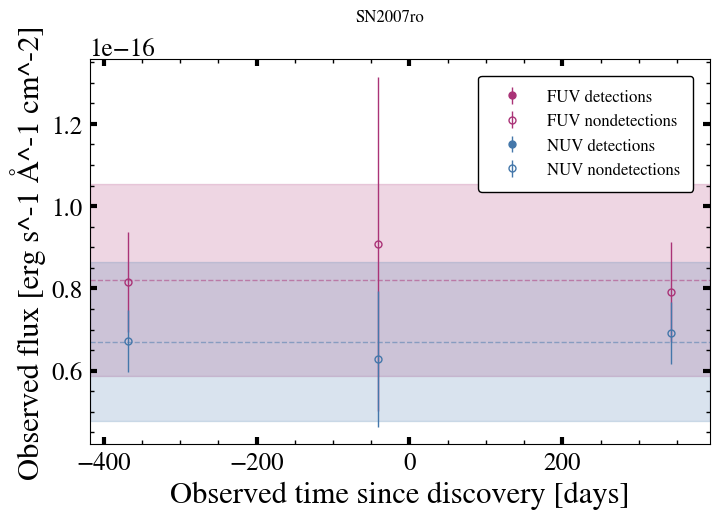 SN2007ro
1e−16
Observed flux [erg s^-1 Å^-1 cm^-2]
1.2
1.0
0.8
0.6
FUV detections
FUV nondetections
NUV detections
NUV nondetections
−400
−200
0
200
Observed time since discovery [days]